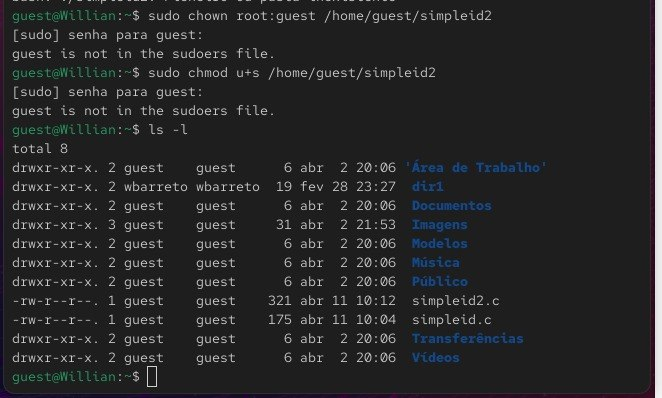 guest@Willian:~$ sudo chown root:guest /home/guest/simpleid2
[sudo] senha para guest:
guest is not in the sudoers file.
guest@Willian:~$ sudo chmod u+s /home/guest/simpleid2
[sudo] senha para guest:
guest is not in the sudoers file.
guest@Willian:~$ ls -l
total 8
drwxr-xr-x. 2 guest    guest      6 abr  2 20:06 'Área de Trabalho'
drwxr-xr-x. 2 wbarreto wbarreto  19 fev 28 23:27  dir1
drwxr-xr-x. 2 guest    guest      6 abr  2 20:06  Documentos
drwxr-xr-x. 3 guest    guest     31 abr  2 21:53  Imagens
drwxr-xr-x. 2 guest    guest      6 abr  2 20:06  Modelos
drwxr-xr-x. 2 guest    guest      6 abr  2 20:06  Música
drwxr-xr-x. 2 guest    guest      6 abr  2 20:06  Público
-rw-r--r--. 1 guest    guest    321 abr 11 10:12  simpleid2.c
-rw-r--r--. 1 guest    guest    175 abr 11 10:04  simpleid.c
drwxr-xr-x. 2 guest    guest      6 abr  2 20:06  Transferências
drwxr-xr-x. 2 guest    guest      6 abr  2 20:06  Vídeos
guest@Willian:~$